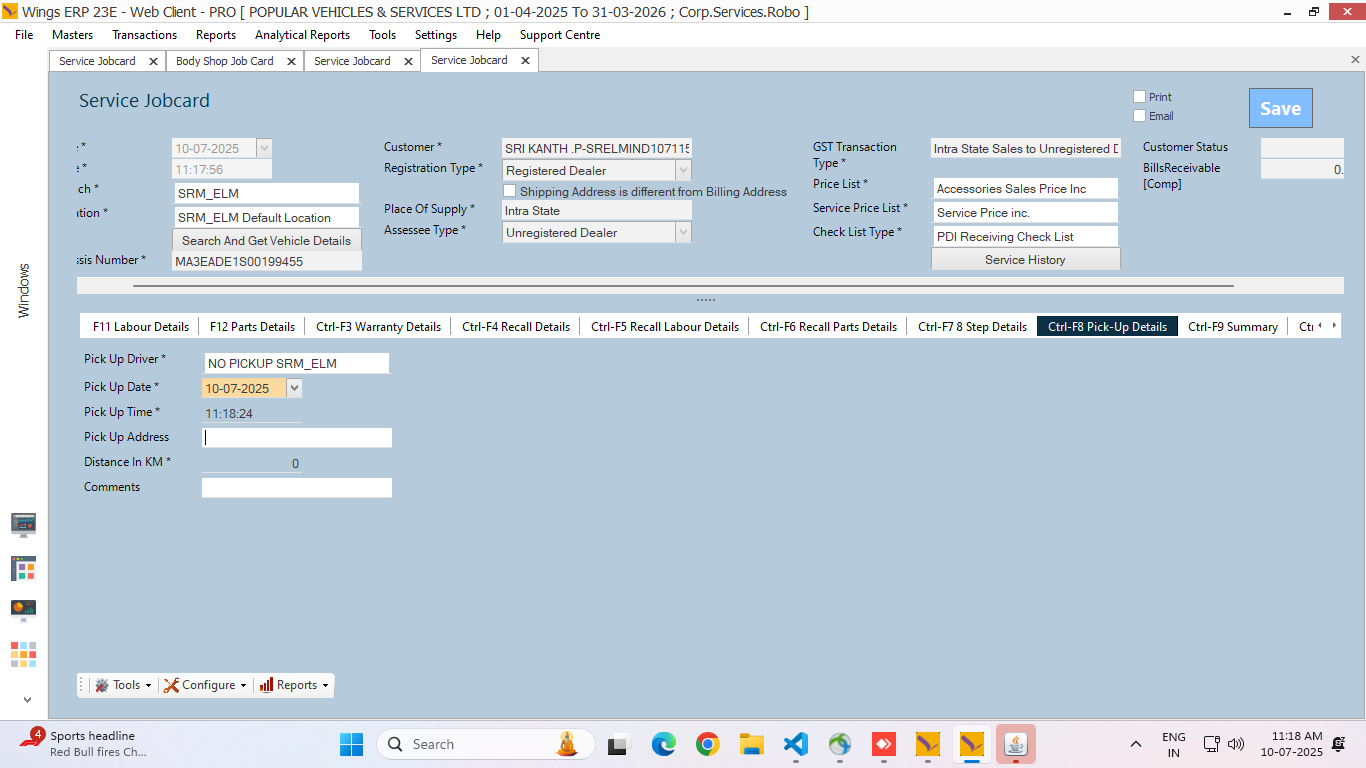 Wings ERP 23E - Web Client - PRO [ POPULAR VEHICLES & SERVICES LTD ; 01-04-2025 To 31-03-2026 ; Corp.Services.Robo ]
File Masters Transactions Reports Analytical Reports Tools Settings Help Support Centre
Service Jobcard Body Shop Job Card Service Jobcard Service Jobcard
Service Jobcard
Print
Email
Save
e * 10-07-2025
e * 11:17:56
ch * SRM_ELM
ation * SRM_ELM Default Location
Search And Get Vehicle Details
ssis Number * MA3EADE1S00199455
Customer * SRI KANTH .P-SRELMIND107115
Registration Type * Registered Dealer
Shipping Address is different from Billing Address
Place Of Supply * Intra State
Assessee Type * Unregistered Dealer
GST Transaction Type * Intra State Sales to Unregistered D
Price List * Accessories Sales Price Inc
Service Price List * Service Price inc.
Check List Type * PDI Receiving Check List
Service History
Customer Status
BillsReceivable [Comp] 0.
Windows
F11 Labour Details F12 Parts Details Ctrl-F3 Warranty Details Ctrl-F4 Recall Details Ctrl-F5 Recall Labour Details Ctrl-F6 Recall Parts Details Ctrl-F7 8 Step Details Ctrl-F8 Pick-Up Details Ctrl-F9 Summary Ctr
Pick Up Driver * NO PICKUP SRM_ELM
Pick Up Date * 10-07-2025
Pick Up Time * 11:18:24
Pick Up Address
Distance In KM * 0
Comments
Tools Configure Reports
4 Sports headline
Red Bull fires Ch...
Search
ENG
IN
11:18 AM
10-07-2025